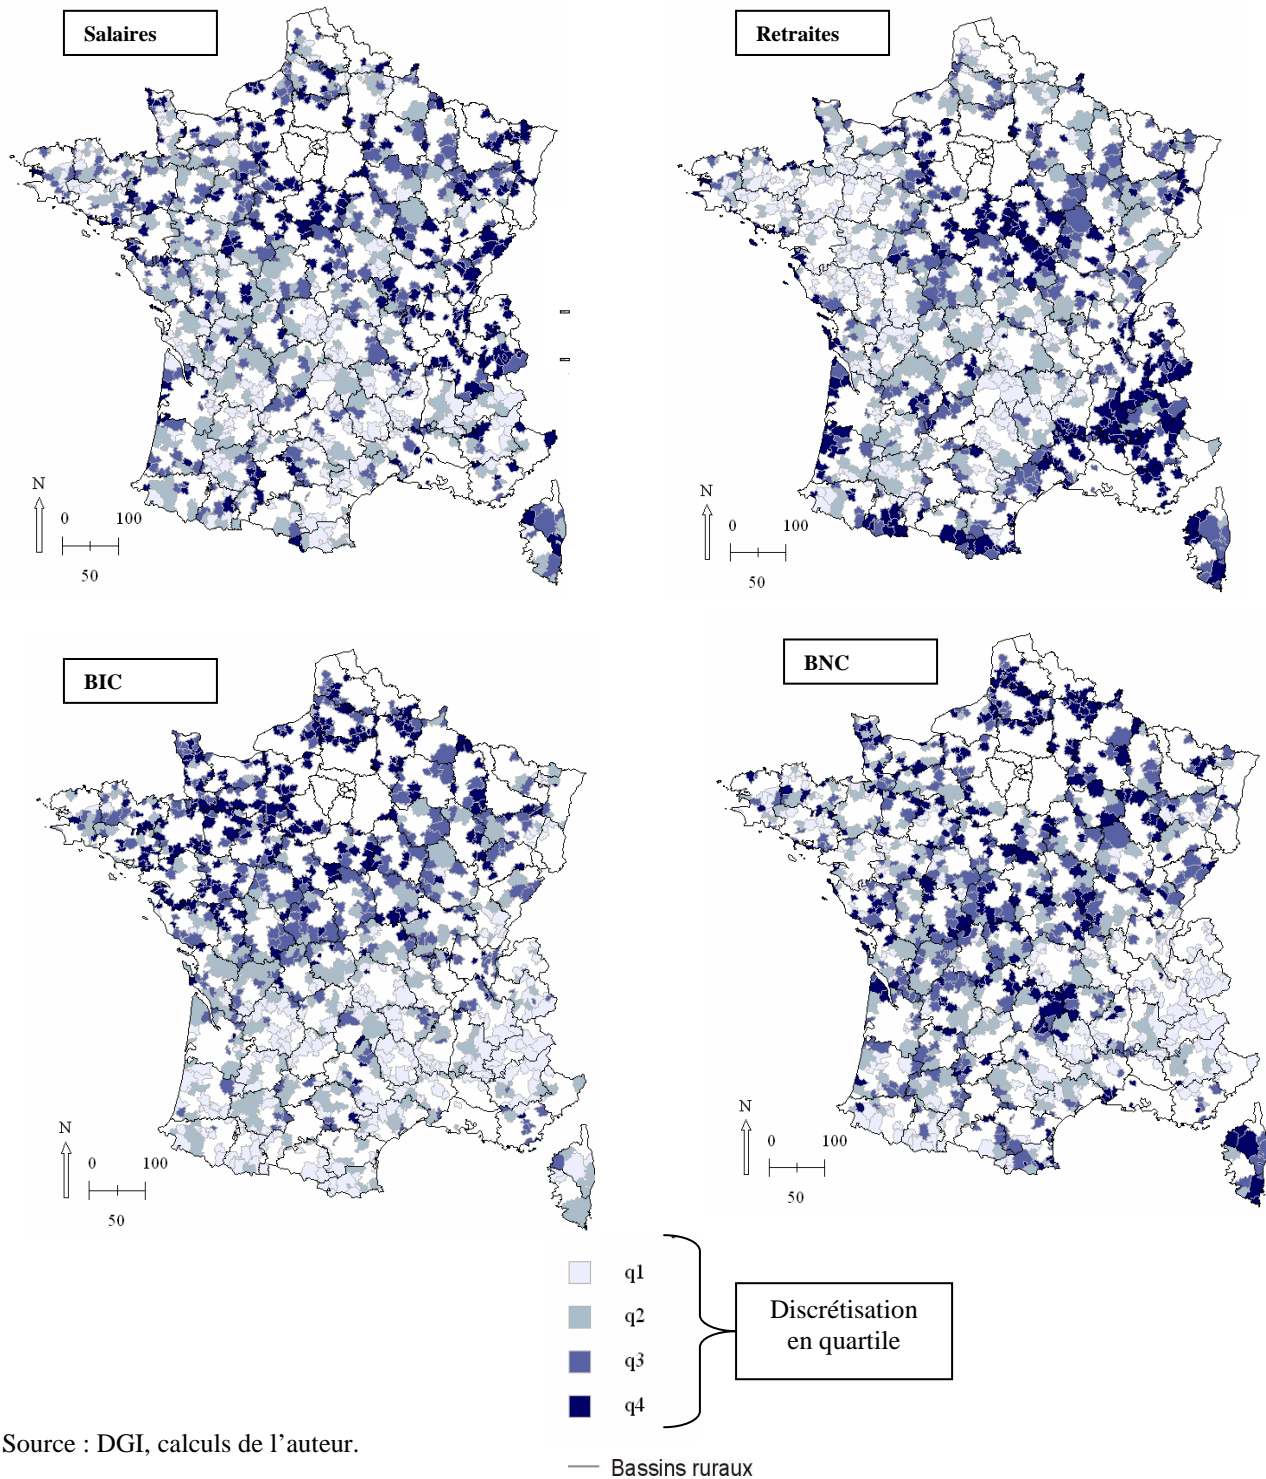 Salaires
Retraites
N
0 100
50
N
0 100
50
BIC
BNC
N
0 100
50
N
0 100
50
q1
q2
q3
q4
Discrétisation
en quartile
Source : DGI, calculs de l’auteur.
Bassins ruraux